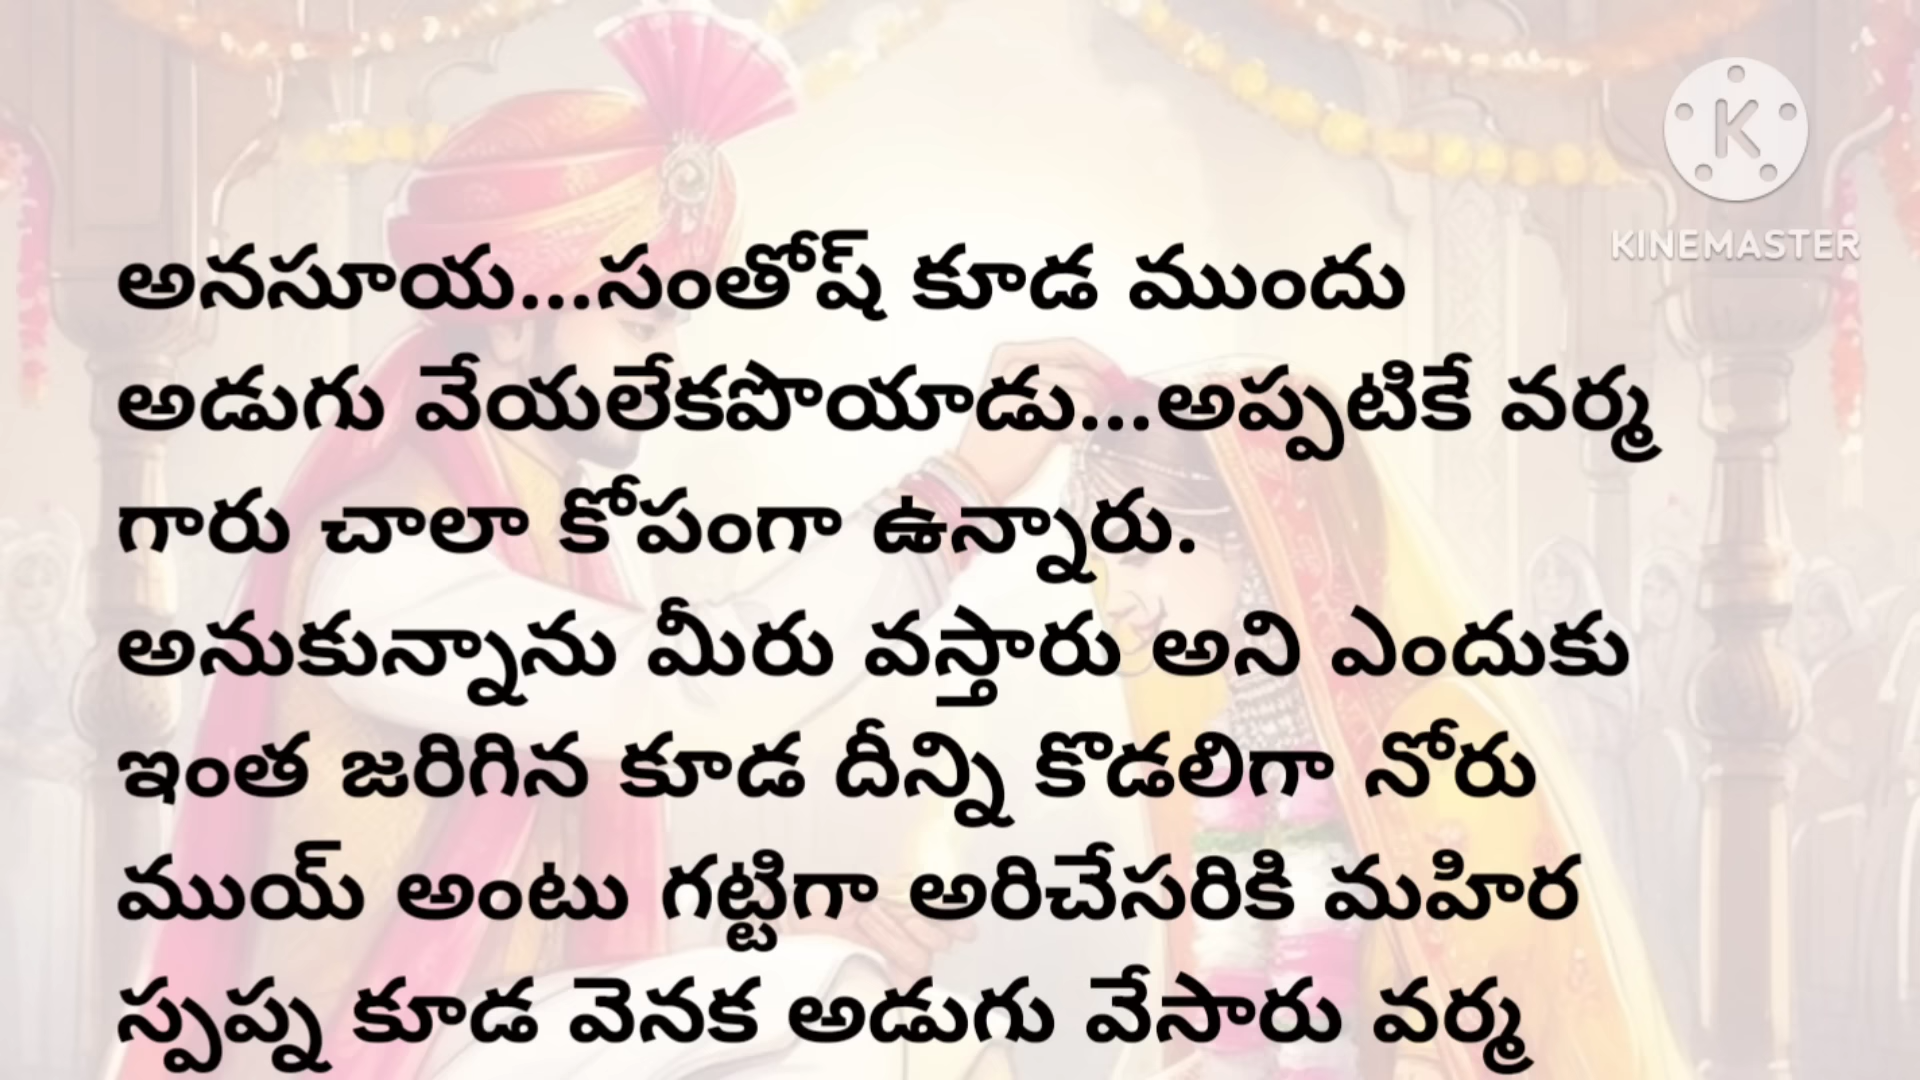 KINEMASTER
అనసూయ...సంతోష్ కూడ ముందు
అడుగు వేయలేకపొయాడు...అప్పటికే వర్మ
గారు చాలా కోపంగా ఉన్నారు.
అనుకున్నాను మీరు వస్తారు అని ఎందుకు
ఇంత జరిగిన కూడ దీన్ని కొడలిగా నోరు
ముయ్ అంటు గట్టిగా అరిచేసరికి మహిర
స్పప్న కూడ వెనక అడుగు వేసారు వర్మ